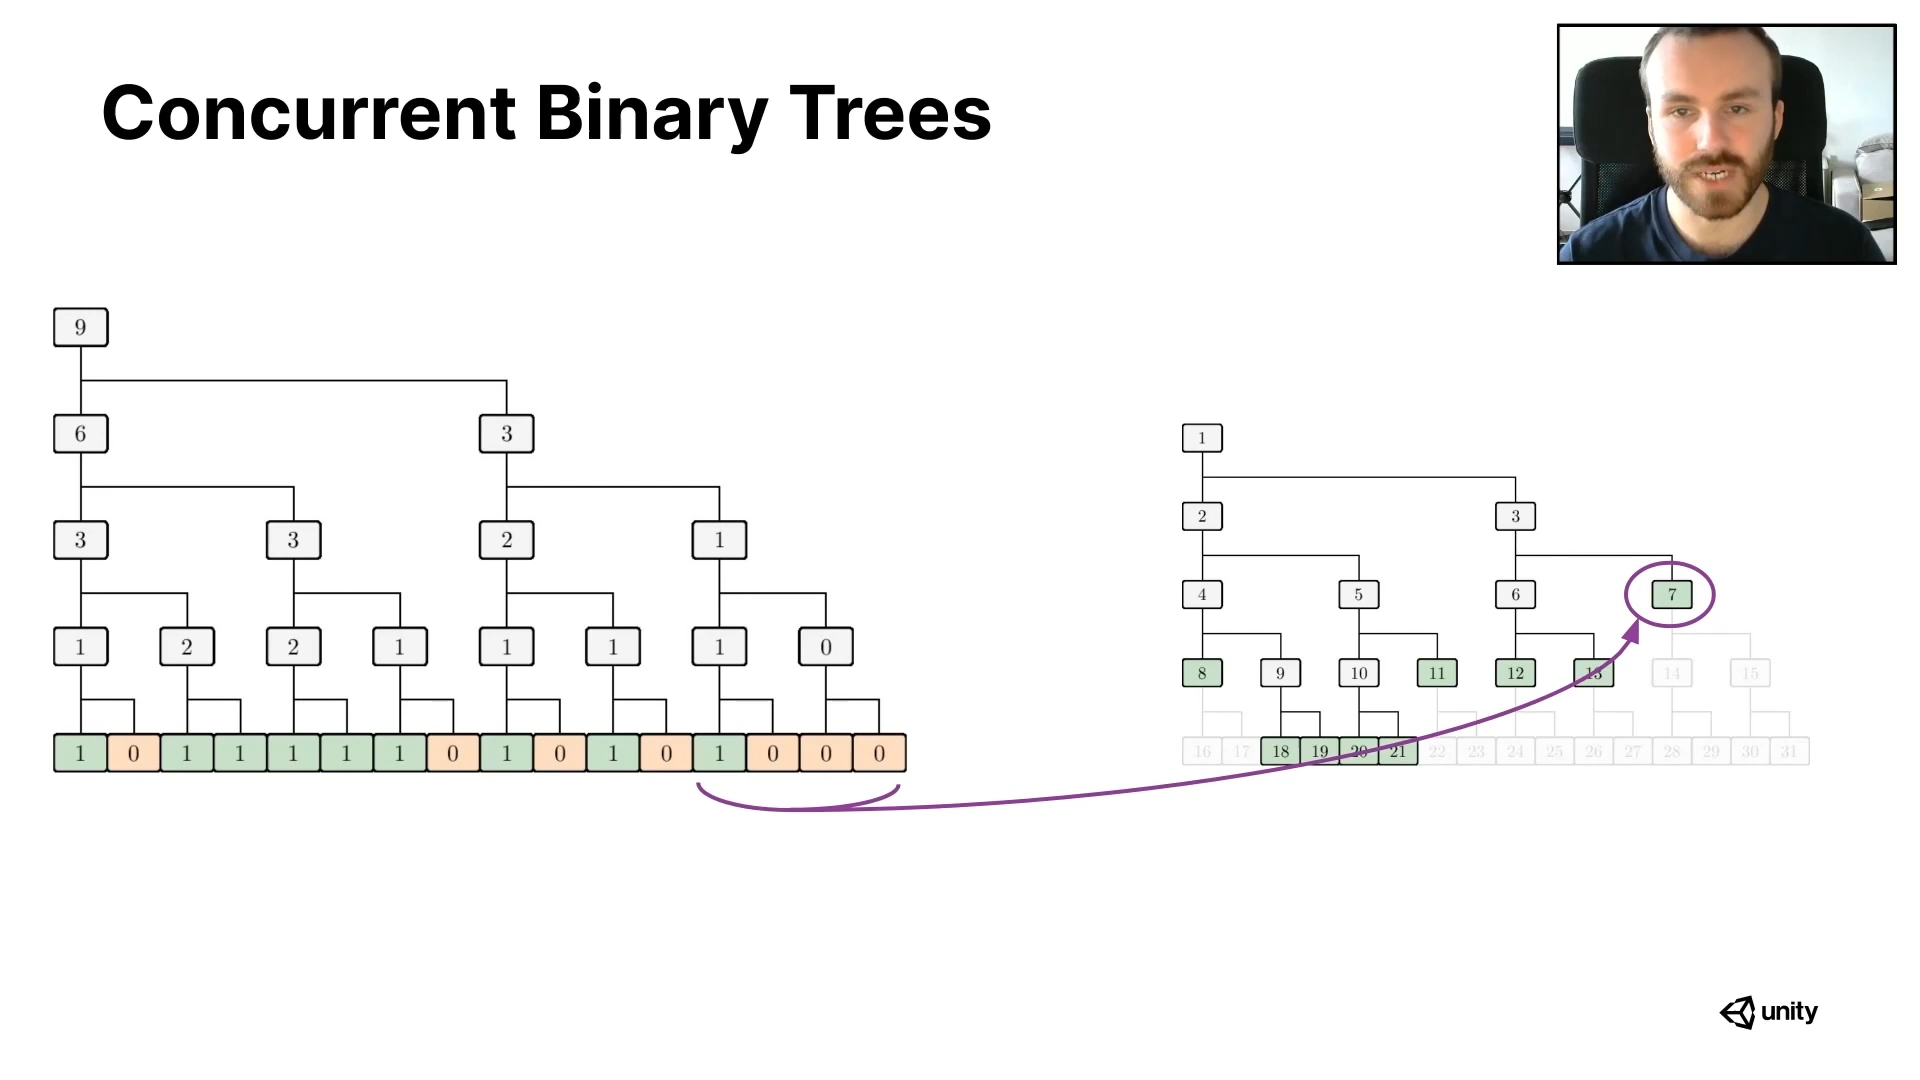 Concurrent Binary Trees
9
6 3
3 3 2 1
1 2 2 1 1 1 1 0
1 0 1 1 1 1 1 0 1 0 1 0 1 0 0 0
1
2 3
4 5 6 7
8 9 10 11 12 13 14 15
16 17 18 19 20 21 22 23 24 25 26 27 28 29 30 31
unity